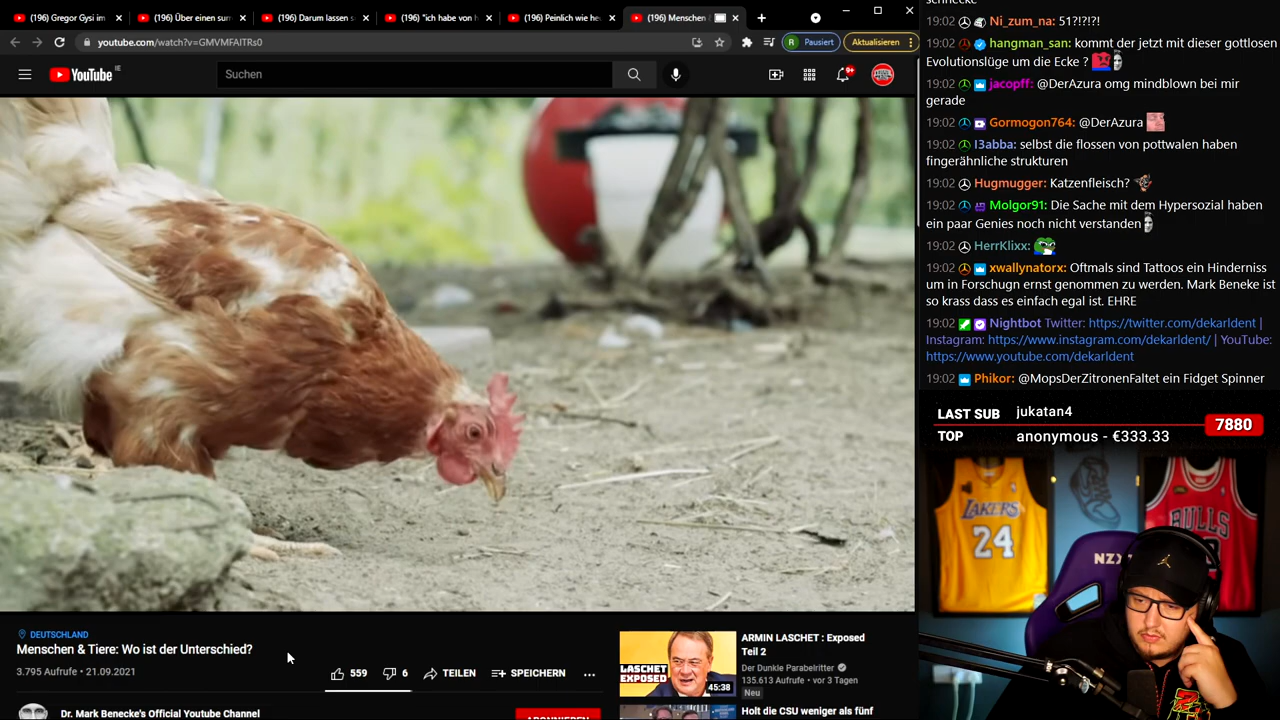 (196) Gregor Gysi im
(196) Über einen surr
(196) Darum lassen s
(196) "ich habe von h
(196) Peinlich wie he
(196) Menschen &
youtube.com/watch?v=GMVMFAITRs0
R Pausiert
Aktualisieren
YouTube IE
Suchen
9+
DEUTSCHLAND
Menschen & Tiere: Wo ist der Unterschied?
3.795 Aufrufe • 21.09.2021
559
6
TEILEN
SPEICHERN
Dr. Mark Benecke's Official Youtube Channel
ABONNIEREN
LASCHET
EXPOSED
45:38
ARMIN LASCHET : Exposed
Teil 2
Der Dunkle Parabelritter
135.613 Aufrufe • vor 3 Tagen
Neu
Holt die CSU weniger als fünf
schnecke
19:02 Ni_zum_na: 51?!?!?!
19:02 hangman_san: kommt der jetzt mit dieser gottlosen
Evolutionslüge um die Ecke ?
19:02 jacopff: @DerAzura omg mindblown bei mir
gerade
19:02 Gormogon764: @DerAzura
19:02 I3abba: selbst die flossen von pottwalen haben
fingerähnliche strukturen
19:02 Hugmugger: Katzenfleisch?
19:02 Molgor91: Die Sache mit dem Hypersozial haben
ein paar Genies noch nicht verstanden
19:02 HerrKlixx:
19:02 xwallynatorx: Oftmals sind Tattoos ein Hinderniss
um in Forschugn ernst genommen zu werden. Mark Beneke ist
so krass dass es einfach egal ist. EHRE
19:02 Nightbot Twitter: https://twitter.com/dekarldent |
Instagram: https://www.instagram.com/dekarldent/ | YouTube:
https://www.youtube.com/dekarldent
19:02 Phikor: @MopsDerZitronenFaltet ein Fidget Spinner
LAST SUB jukatan4
7880
TOP anonymous - €333.33
LAKERS
24
BULLS
NZX